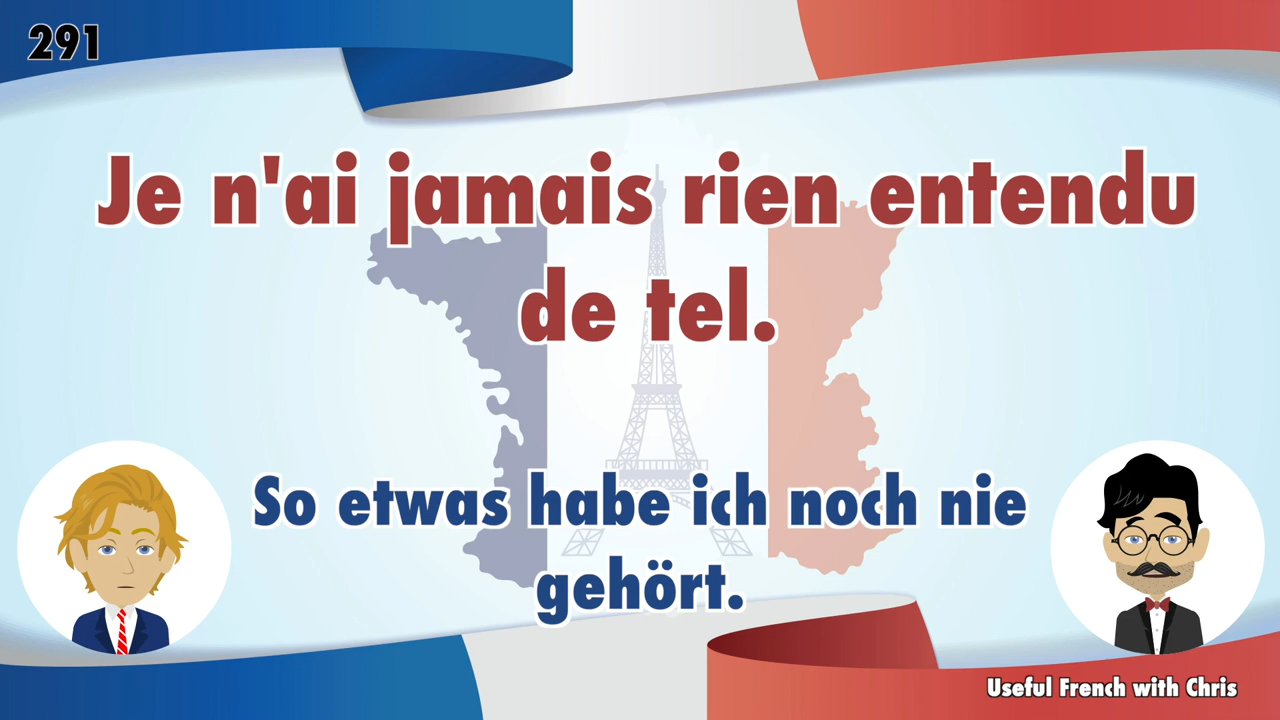 291
Je n'ai jamais rien entendu
de tel.
So etwas habe ich noch nie
gehört.
Useful French with Chris